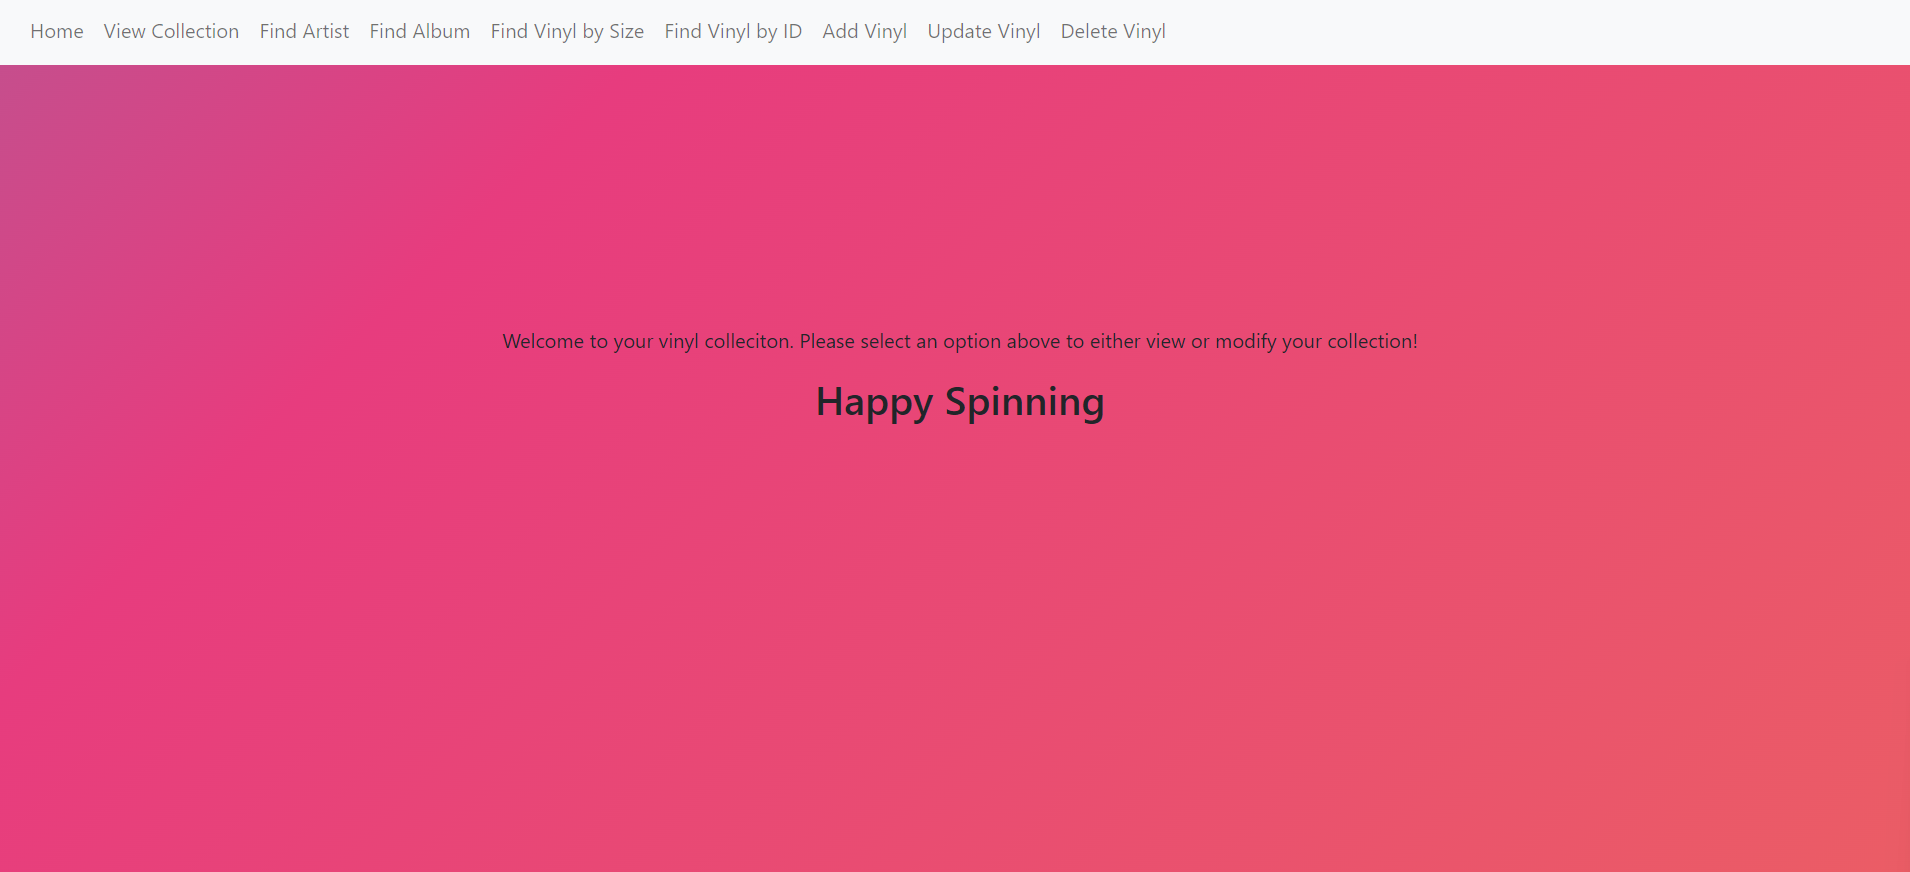 Home View Collection Find Artist Find Album Find Vinyl by Size Find Vinyl by ID Add Vinyl Update Vinyl Delete Vinyl
Welcome to your vinyl colleciton. Please select an option above to either view or modify your collection!
Happy Spinning